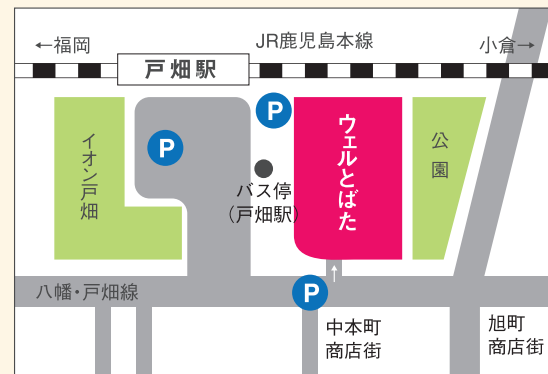 ←福岡
JR鹿児島本線
小倉→
戸畑駅
P
P
イオン戸畑
バス停
(戸畑駅)
ウェルとばた
公園
↑
八幡・戸畑線
P
中本町
商店街
旭町
商店街